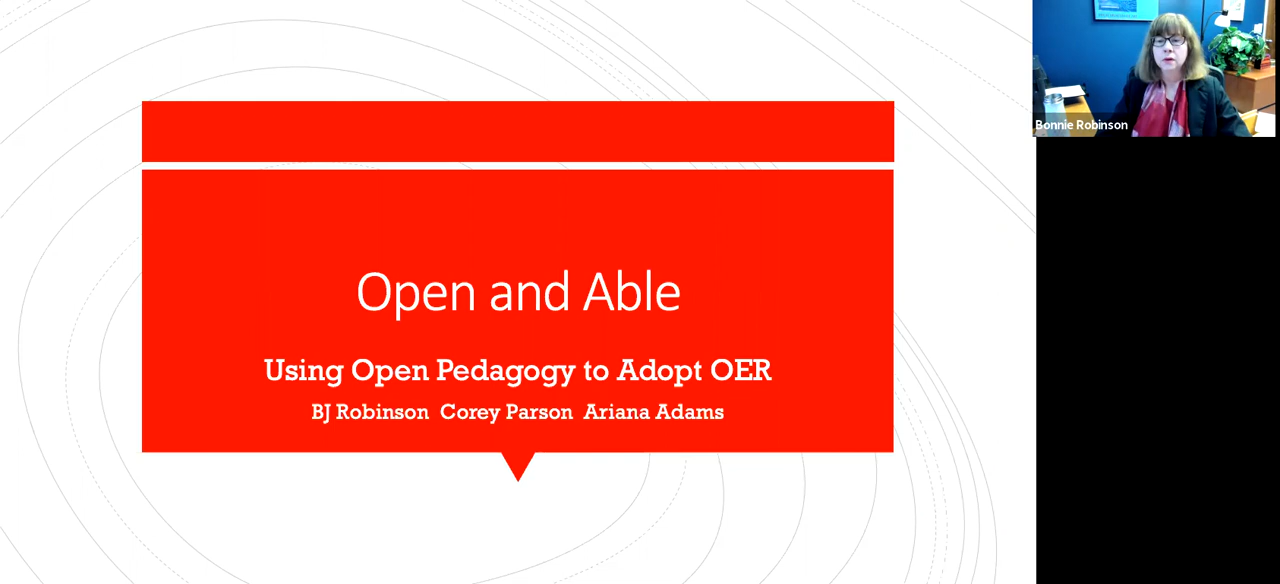 Open and Able
Using Open Pedagogy to Adopt OER
BJ Robinson Corey Parson Ariana Adams
Bonnie Robinson